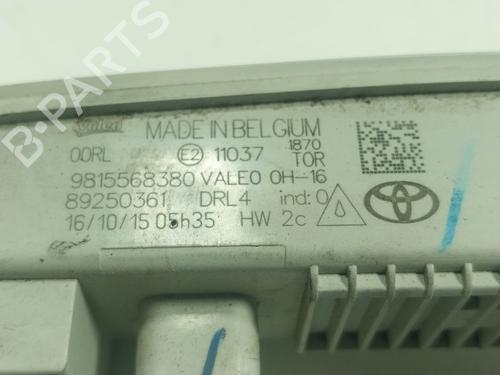 B-PARTS
Valeo MADE IN BELGIUM
00RL E2 11037 1870 TOR
9815568380 VALEO OH-16
89250361 DRL4 ind: 0
16/10/15 05h35 HW 2c